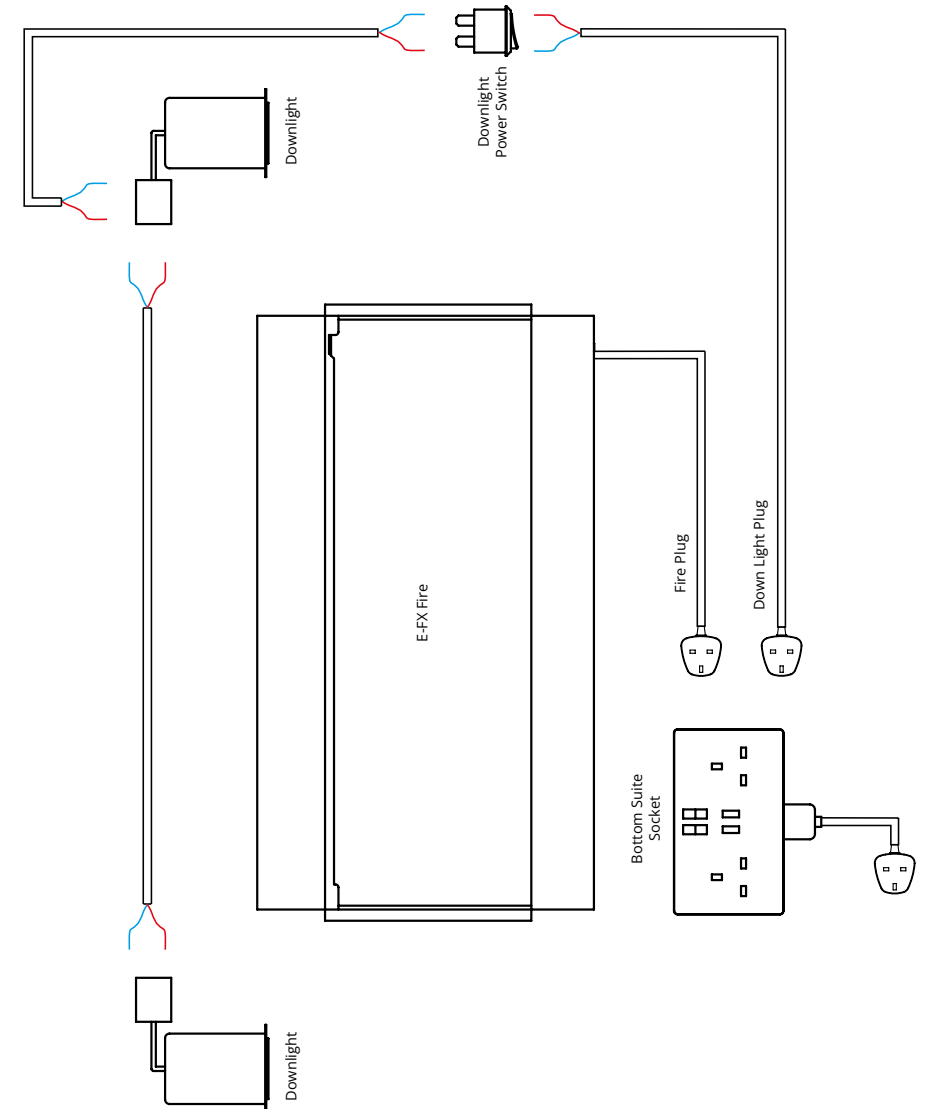 Downlight
Downlight
Power Switch
Fire Plug
Down Light Plug
E-FX Fire
Bottom Suite
Socket
Downlight